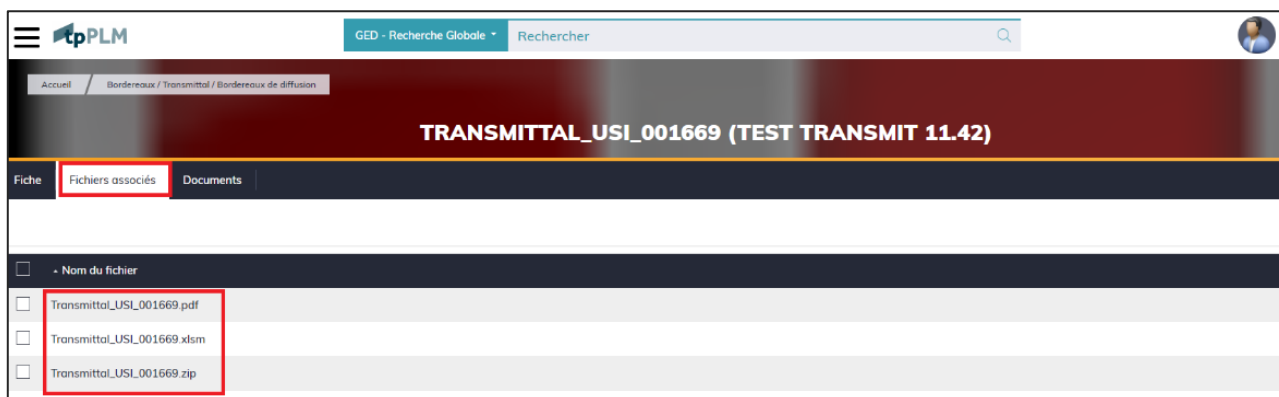 tpPLM
GED - Recherche Globale
Rechercher
Accueil
Bordereaux / Transmittal / Bordereaux de diffusion
TRANSMITTAL_USI_001669 (TEST TRANSMIT 11.42)
Fiche
Fichiers associés
Documents
Nom du fichier
Transmittal_USI_001669.pdf
Transmittal_USI_001669.xlsm
Transmittal_USI_001669.zip